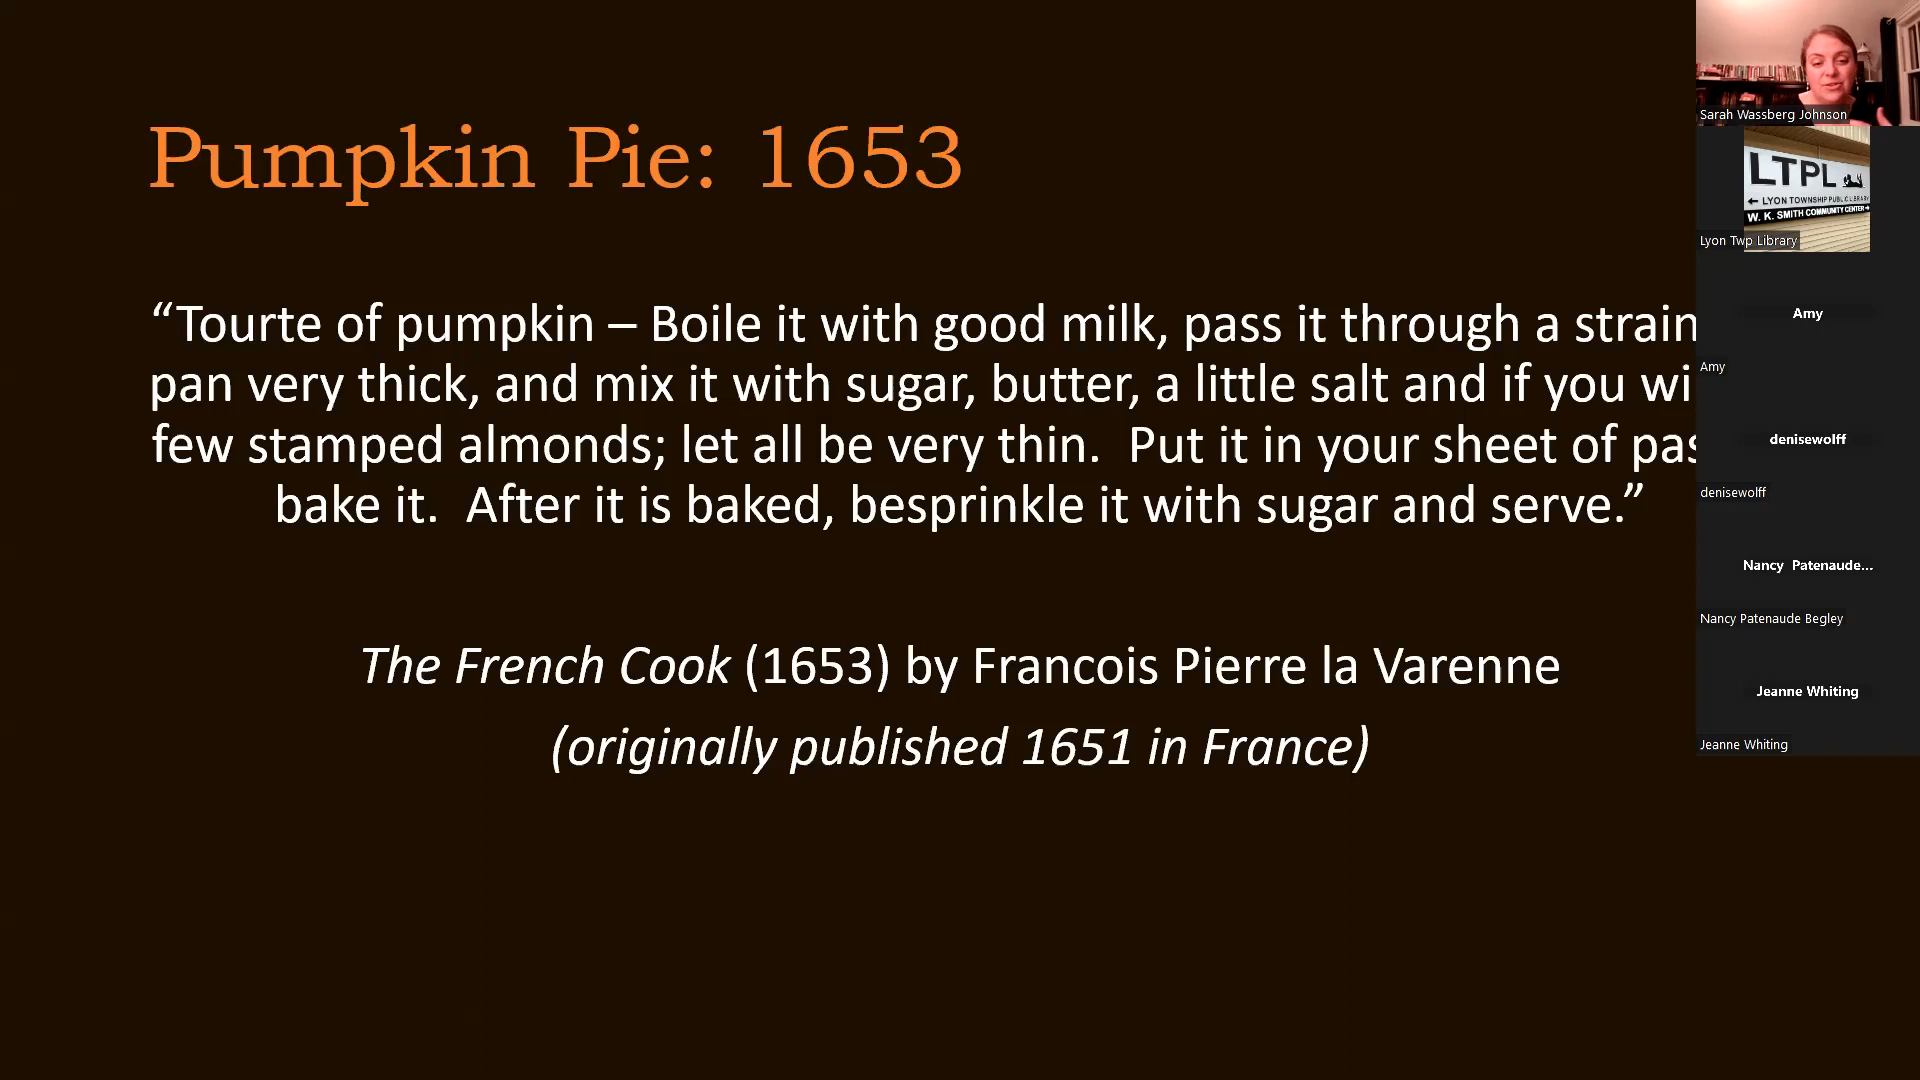 Pumpkin Pie: 1653
“Tourte of pumpkin – Boile it with good milk, pass it through a strain
pan very thick, and mix it with sugar, butter, a little salt and if you wi
few stamped almonds; let all be very thin.  Put it in your sheet of pas
bake it.  After it is baked, besprinkle it with sugar and serve.”
The French Cook (1653) by Francois Pierre la Varenne
(originally published 1651 in France)
Sarah Wassberg Johnson
LTPL
← LYON TOWNSHIP PUBLIC LIBRARY
W. K. SMITH COMMUNITY CENTER →
Lyon Twp Library
Amy
Amy
denisewolff
denisewolff
Nancy Patenaude...
Nancy Patenaude Begley
Jeanne Whiting
Jeanne Whiting